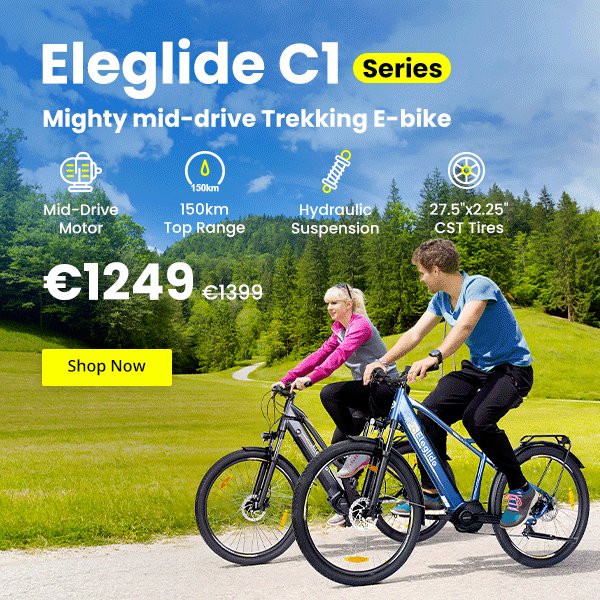 Eleglide C1 Series
Mighty mid-drive Trekking E-bike
150km
Mid-Drive
Motor
150km
Top Range
Hydraulic
Suspension
27.5"x2.25"
CST Tires
€1249 €1399
Shop Now
Eleglide